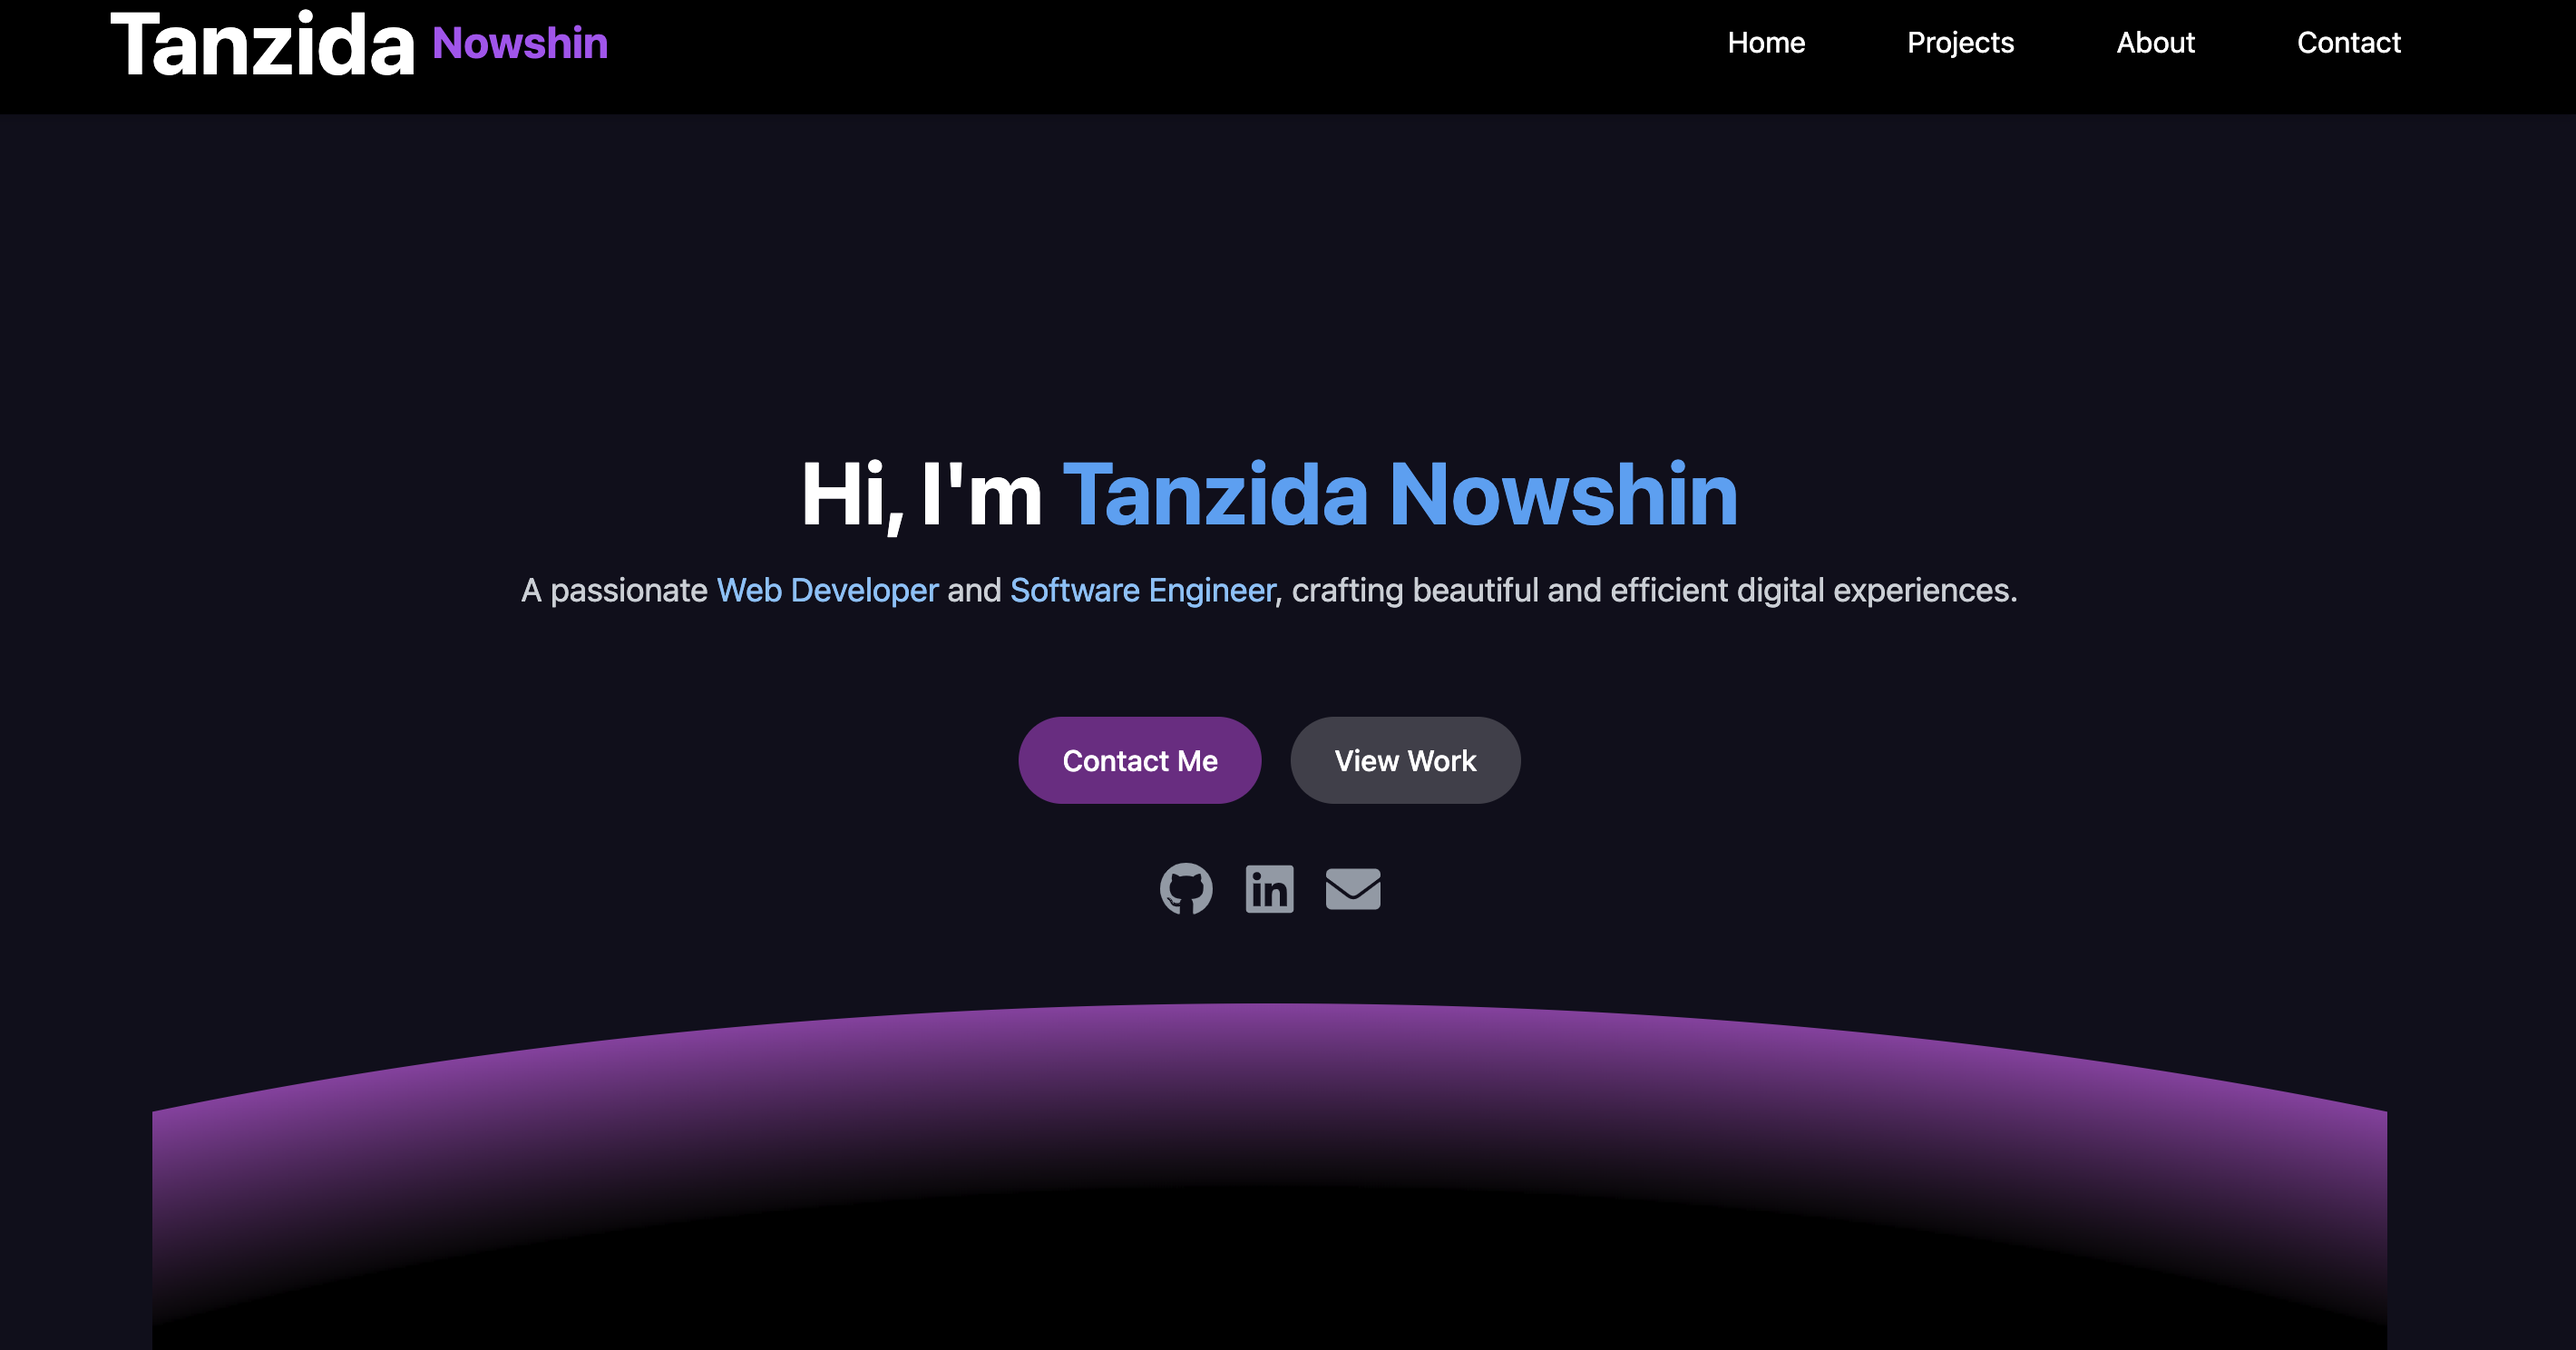 Tanzida Nowshin
Home Projects About Contact
Hi, I'm Tanzida Nowshin
A passionate Web Developer and Software Engineer, crafting beautiful and efficient digital experiences.
Contact Me View Work
in